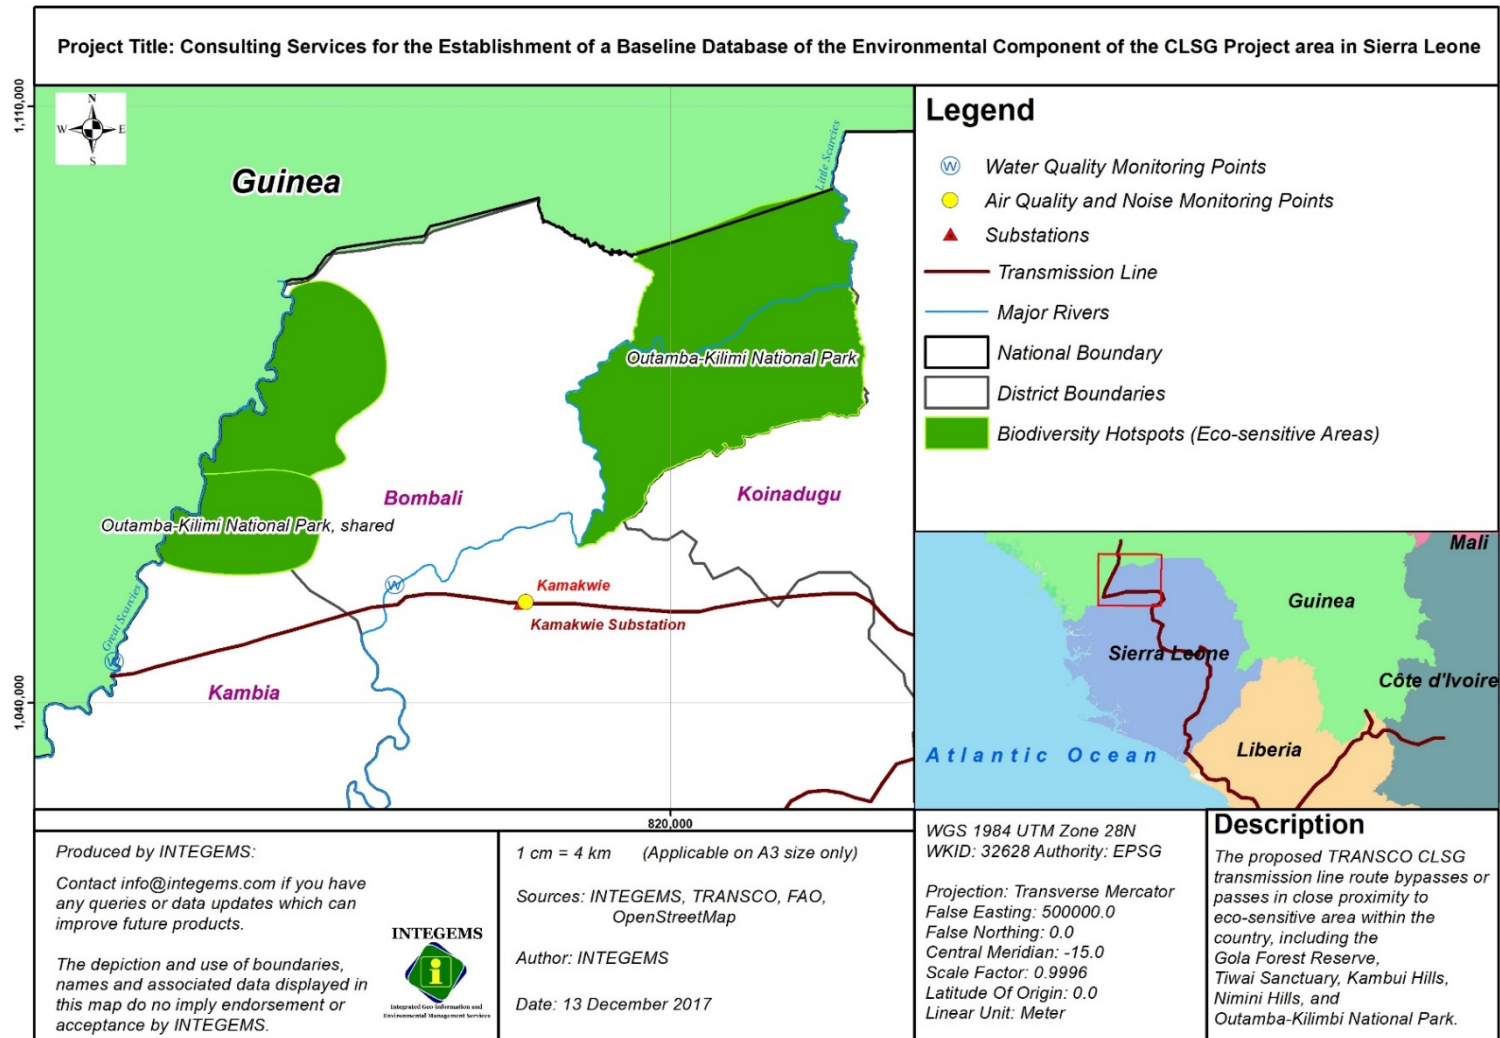 Project Title: Consulting Services for the Establishment of a Baseline Database of the Environmental Component of the CLSG Project area in Sierra Leone
1,110,000
N
W E
S
Guinea
Little Scarcies
Outamba-Kilimi National Park
Bombali
Koinadugu
Outamba-Kilimi National Park, shared
W
Kamakwie
Kamakwie Substation
Great Scarcies
W
Kambia
1,040,000
820,000
Legend
W Water Quality Monitoring Points
Air Quality and Noise Monitoring Points
Substations
Transmission Line
Major Rivers
National Boundary
District Boundaries
Biodiversity Hotspots (Eco-sensitive Areas)
Mali
Guinea
Sierra Leone
Côte d'Ivoire
Liberia
Atlantic Ocean
Produced by INTEGEMS:
Contact info@integems.com if you have
any queries or data updates which can
improve future products.
The depiction and use of boundaries,
names and associated data displayed in
this map do no imply endorsement or
acceptance by INTEGEMS.
INTEGEMS
i
Integrated Geo-information and
Environmental Management Services
1 cm = 4 km (Applicable on A3 size only)
Sources: INTEGEMS, TRANSCO, FAO,
OpenStreetMap
Author: INTEGEMS
Date: 13 December 2017
WGS 1984 UTM Zone 28N
WKID: 32628 Authority: EPSG
Projection: Transverse Mercator
False Easting: 500000.0
False Northing: 0.0
Central Meridian: -15.0
Scale Factor: 0.9996
Latitude Of Origin: 0.0
Linear Unit: Meter
Description
The proposed TRANSCO CLSG
transmission line route bypasses or
passes in close proximity to
eco-sensitive area within the
country, including the
Gola Forest Reserve,
Tiwai Sanctuary, Kambui Hills,
Nimini Hills, and
Outamba-Kilimbi National Park.